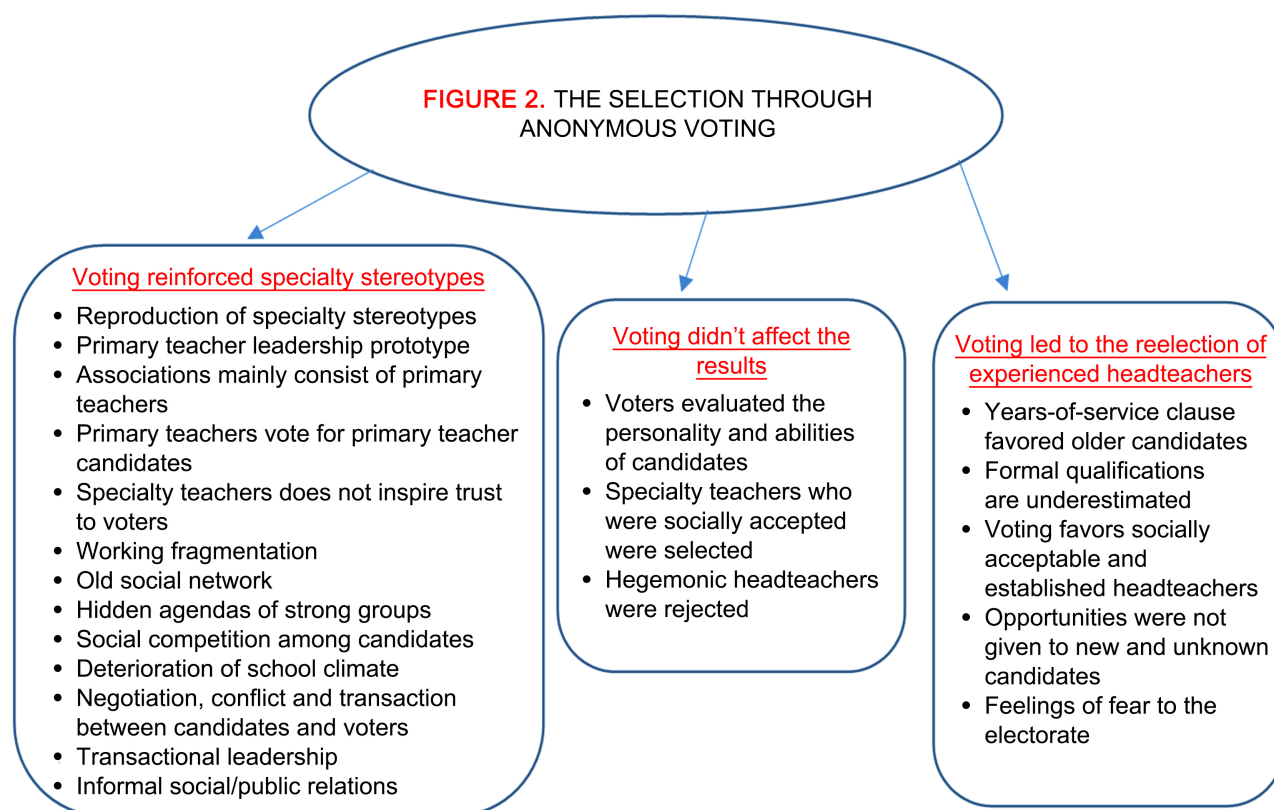 FIGURE 2. THE SELECTION THROUGH
ANONYMOUS VOTING
Voting reinforced specialty stereotypes
• Reproduction of specialty stereotypes
• Primary teacher leadership prototype
• Associations mainly consist of primary
teachers
• Primary teachers vote for primary teacher
candidates
• Specialty teachers does not inspire trust
to voters
• Working fragmentation
• Old social network
• Hidden agendas of strong groups
• Social competition among candidates
• Deterioration of school climate
• Negotiation, conflict and transaction
between candidates and voters
• Transactional leadership
• Informal social/public relations
Voting didn’t affect the
results
• Voters evaluated the
personality and abilities
of candidates
• Specialty teachers who
were socially accepted
were selected
• Hegemonic headteachers
were rejected
Voting led to the reelection of
experienced headteachers
• Years-of-service clause
favored older candidates
• Formal qualifications
are underestimated
• Voting favors socially
acceptable and
established headteachers
• Opportunities were not
given to new and unknown
candidates
• Feelings of fear to the
electorate